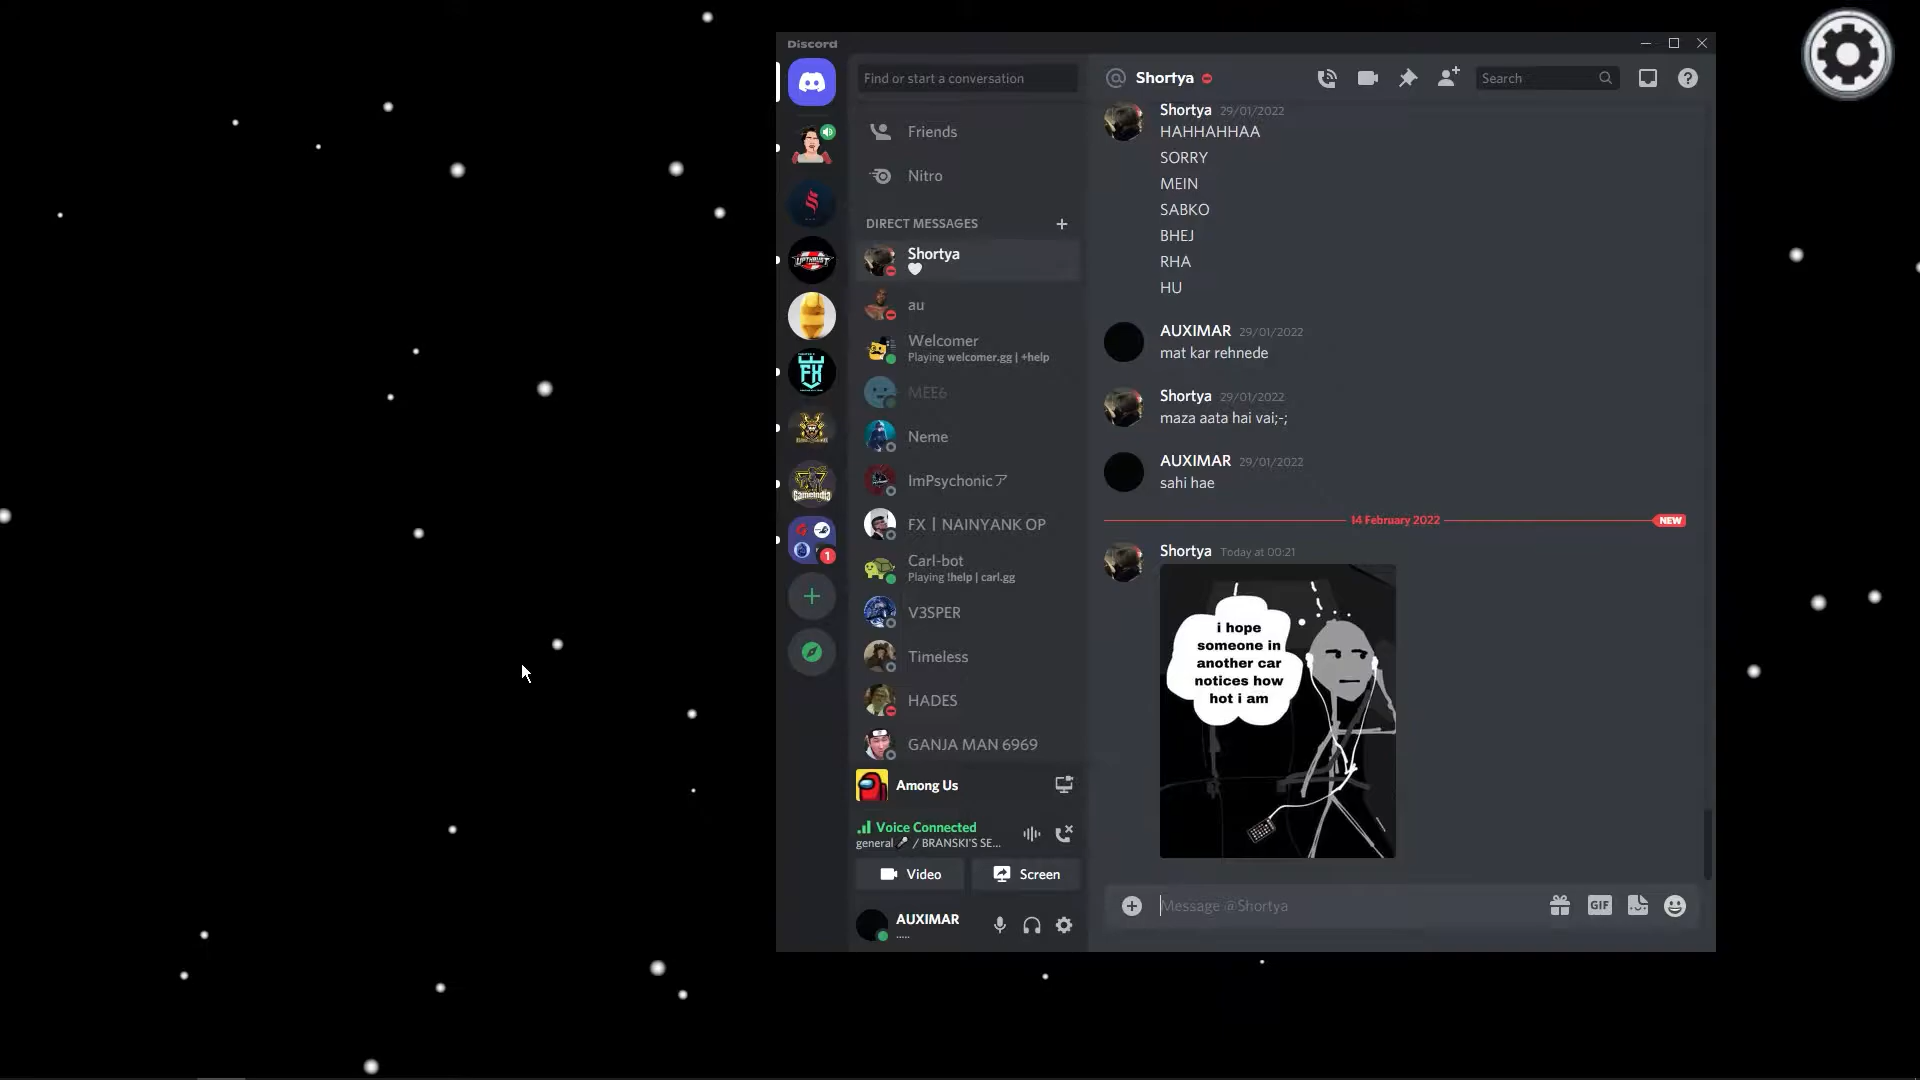 Discord
Find or start a conversation
Friends
Nitro
DIRECT MESSAGES
Shortya
au
Welcomer
Playing welcomer.gg | +help
MEE6
Neme
ImPsychonicア
FX | NAINYANK OP
Carl-bot
Playing !help | carl.gg
V3SPER
Timeless
HADES
GANJA MAN 6969
Among Us
Voice Connected
general🎤 / BRANSKI'S SE...
Video
Screen
AUXIMAR
.....
UPTHRUST
FX
GameIndia
1
Shortya
Search
Shortya 29/01/2022
HAHHAHHAA
SORRY
MEIN
SABKO
BHEJ
RHA
HU
AUXIMAR 29/01/2022
mat kar rehnede
Shortya 29/01/2022
maza aata hai vai;-;
AUXIMAR 29/01/2022
sahi hae
14 February 2022 NEW
Shortya Today at 00:21
i hope
someone in
another car
notices how
hot i am
Message @Shortya
GIF